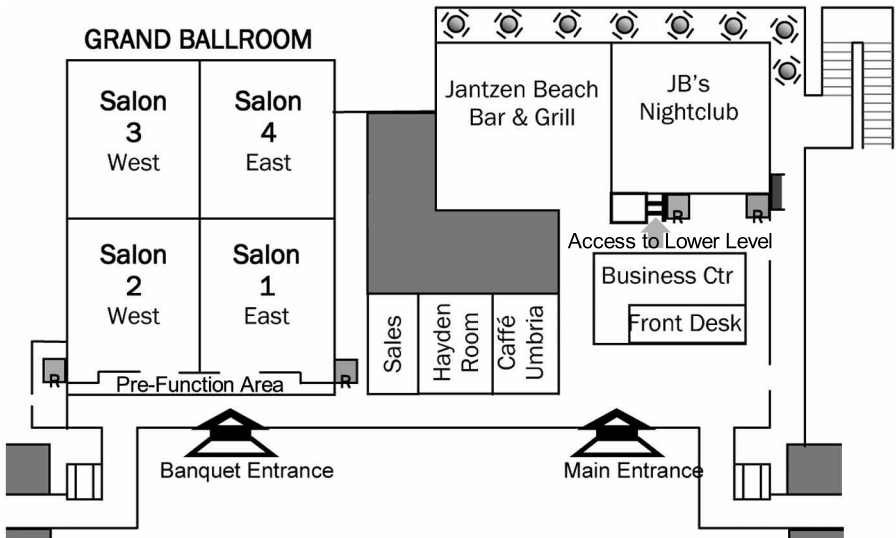 GRAND BALLROOM
Salon
3
West
Salon
4
East
Salon
2
West
Salon
1
East
R
Pre-Function Area
R
Banquet Entrance
Jantzen Beach
Bar & Grill
JB's
Nightclub
R
R
Access to Lower Level
Business Ctr
Front Desk
Sales
Hayden
Room
Caffé
Umbria
Main Entrance